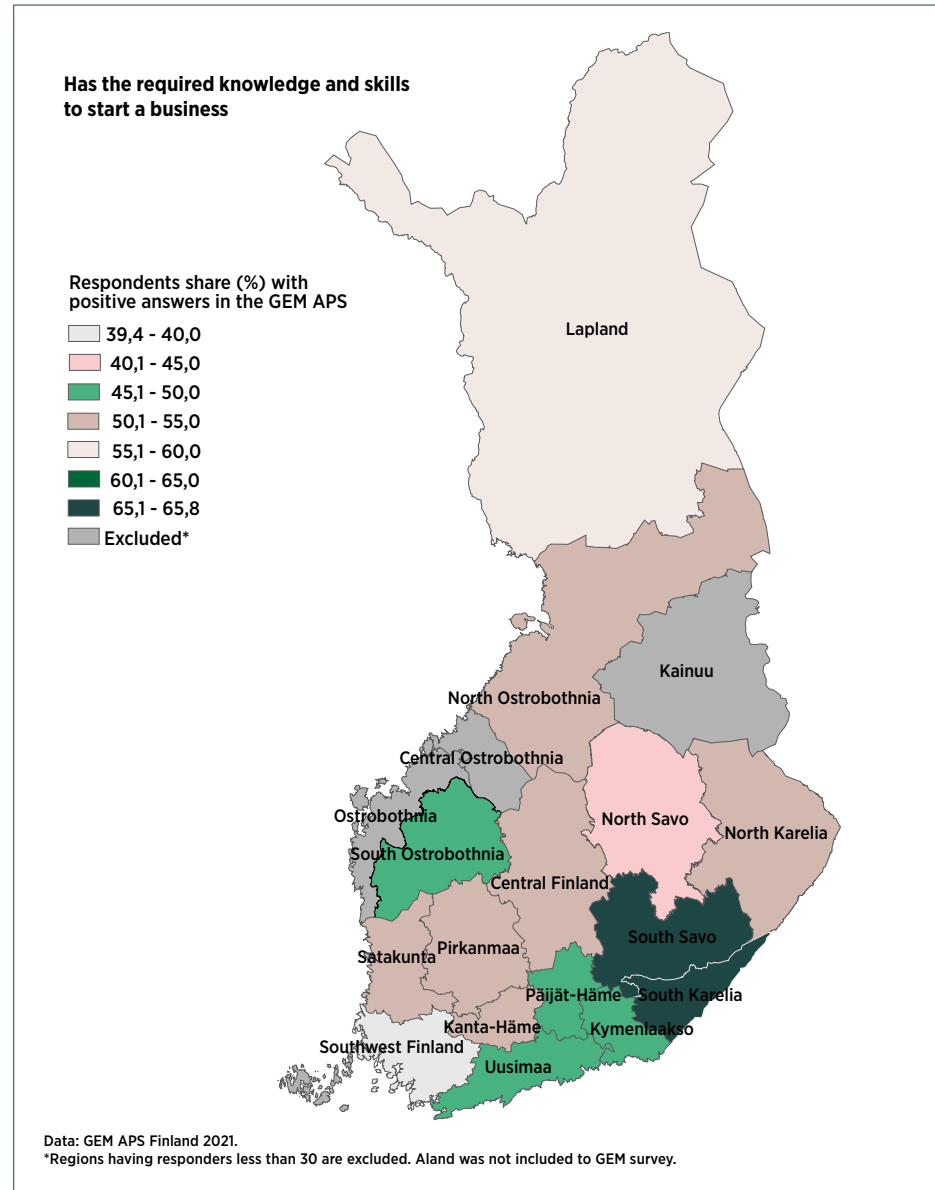 Has the required knowledge and skills
to start a business
Respondents share (%) with
positive answers in the GEM APS
39,4 - 40,0
40,1 - 45,0
45,1 - 50,0
50,1 - 55,0
55,1 - 60,0
60,1 - 65,0
65,1 - 65,8
Excluded*
Lapland
Kainuu
North Ostrobothnia
Central Ostrobothnia
Ostrobothnia
North Savo
North Karelia
South Ostrobothnia
Central Finland
South Savo
Pirkanmaa
Satakunta
Päijät-Häme
South Karelia
Kanta-Häme
Kymenlaakso
Southwest Finland
Uusimaa
Data: GEM APS Finland 2021.
*Regions having responders less than 30 are excluded. Aland was not included to GEM survey.